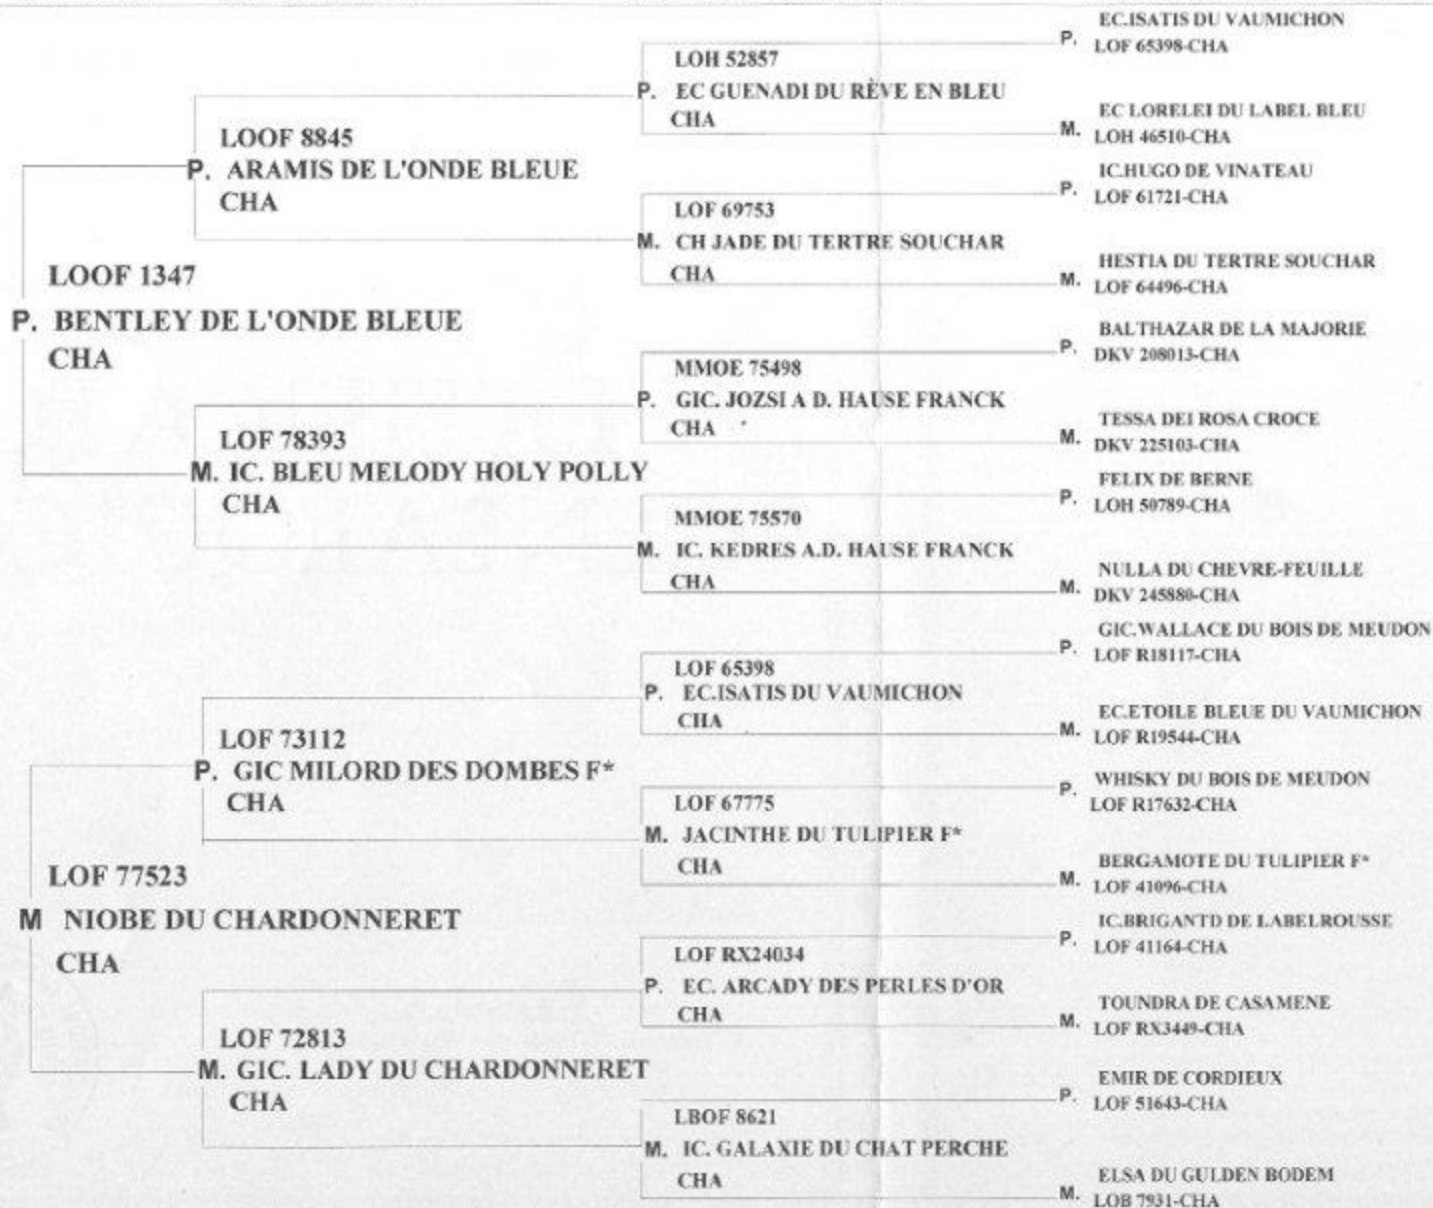 LOOF 1347
P. BENTLEY DE L'ONDE BLEUE
CHA
LOOF 8845
P. ARAMIS DE L'ONDE BLEUE
CHA
LOH 52857
P. EC GUENADI DU RÈVE EN BLEU
CHA
P. EC.ISATIS DU VAUMICHON
LOF 65398-CHA
M. EC LORELEI DU LABEL BLEU
LOH 46510-CHA
LOF 69753
M. CH JADE DU TERTRE SOUCHAR
CHA
P. IC.HUGO DE VINATEAU
LOF 61721-CHA
M. HESTIA DU TERTRE SOUCHAR
LOF 64496-CHA
LOF 78393
M. IC. BLEU MELODY HOLY POLLY
CHA
MMOE 75498
P. GIC. JOZSI A D. HAUSE FRANCK
CHA
P. BALTHAZAR DE LA MAJORIE
DKV 208013-CHA
M. TESSA DEI ROSA CROCE
DKV 225103-CHA
MMOE 75570
M. IC. KEDRES A.D. HAUSE FRANCK
CHA
P. FELIX DE BERNE
LOH 50789-CHA
M. NULLA DU CHEVRE-FEUILLE
DKV 245880-CHA
LOF 77523
M NIOBE DU CHARDONNERET
CHA
LOF 73112
P. GIC MILORD DES DOMBES F*
CHA
LOF 65398
P. EC.ISATIS DU VAUMICHON
CHA
P. GIC.WALLACE DU BOIS DE MEUDON
LOF R18117-CHA
M. EC.ETOILE BLEUE DU VAUMICHON
LOF R19544-CHA
LOF 67775
M. JACINTHE DU TULIPIER F*
CHA
P. WHISKY DU BOIS DE MEUDON
LOF R17632-CHA
M. BERGAMOTE DU TULIPIER F*
LOF 41096-CHA
LOF 72813
M. GIC. LADY DU CHARDONNERET
CHA
LOF RX24034
P. EC. ARCADY DES PERLES D'OR
CHA
P. IC.BRIGANTD DE LABELROUSSE
LOF 41164-CHA
M. TOUNDRA DE CASAMENE
LOF RX3449-CHA
LBOF 8621
M. IC. GALAXIE DU CHAT PERCHE
CHA
P. EMIR DE CORDIEUX
LOF 51643-CHA
M. ELSA DU GULDEN BODEM
LOB 7931-CHA